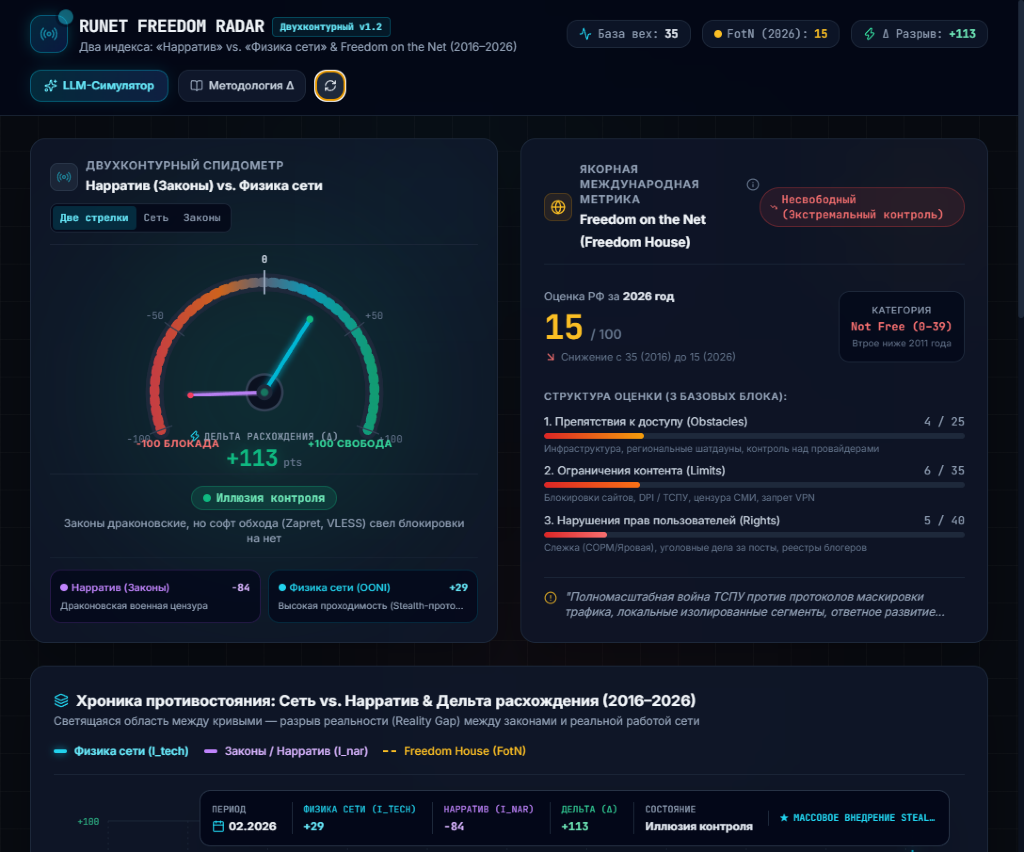 RUNET FREEDOM RADAR
Двухконтурный v1.2
Два индекса: «Нарратив» vs. «Физика сети» & Freedom on the Net (2016–2026)
База вех: 35
FotN (2026): 15
Δ Разрыв: +113
LLM-Симулятор
Методология Δ
ДВУХКОНТУРНЫЙ СПИДОМЕТР
Нарратив (Законы) vs. Физика сети
Две стрелки
Сеть
Законы
0
-50
+50
-100
+100
-100 БЛОКАДА
+100 СВОБОДА
ДЕЛЬТА РАСХОЖДЕНИЯ (Δ)
+113 pts
Иллюзия контроля
Законы драконовские, но софт обхода (Zapret, VLESS) свел блокировки
на нет
Нарратив (Законы)
-84
Драконовская военная цензура
Физика сети (OONI)
+29
Высокая проходимость (Stealth-прото...
ЯКОРНАЯ
МЕЖДУНАРОДНАЯ
МЕТРИКА
Freedom on the Net
(Freedom House)
Несвободный
(Экстремальный контроль)
Оценка РФ за 2026 год
15 / 100
Снижение с 35 (2016) до 15 (2026)
КАТЕГОРИЯ
Not Free (0–39)
Втрое ниже 2011 года
СТРУКТУРА ОЦЕНКИ (3 БАЗОВЫХ БЛОКА):
1. Препятствия к доступу (Obstacles)
4 / 25
Инфраструктура, региональные шатдауны, контроль над провайдерами
2. Ограничения контента (Limits)
6 / 35
Блокировки сайтов, DPI / ТСПУ, цензура СМИ, запрет VPN
3. Нарушения прав пользователей (Rights)
5 / 40
Слежка (СОРМ/Яровая), уголовные дела за посты, реестры блогеров
"Полномасштабная война ТСПУ против протоколов маскировки
трафика, локальные изолированные сегменты, ответное развитие...
Хроника противостояния: Сеть vs. Нарратив & Дельта расхождения (2016–2026)
Светящаяся область между кривыми — разрыв реальности (Reality Gap) между законами и реальной работой сети
Физика сети (I_tech)
Законы / Нарратив (I_nar)
Freedom House (FotN)
+100
ПЕРИОД
02.2026
ФИЗИКА СЕТИ (I_TECH)
+29
НАРРАТИВ (I_NAR)
-84
ДЕЛЬТА (Δ)
+113
СОСТОЯНИЕ
Иллюзия контроля
★ МАССОВОЕ ВНЕДРЕНИЕ STEAL…